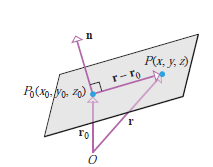 n
P(x, y, z)
r – r₀
P₀(x₀, y₀, z₀)
r₀
r
O